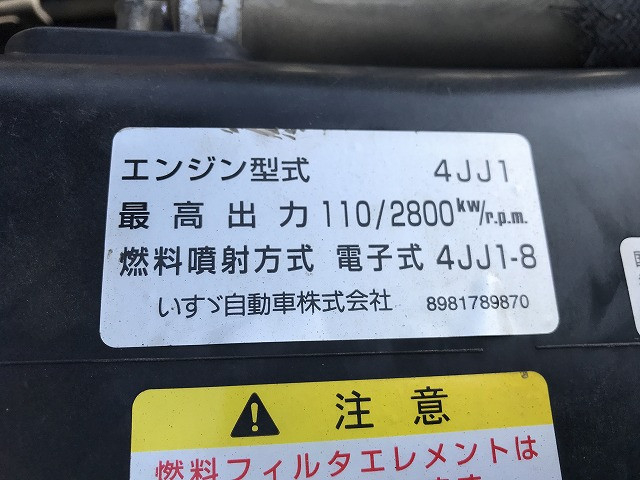 エンジン型式 4JJ1
最高出力 110/2800kw/r.p.m.
燃料噴射方式 電子式 4JJ1-8
いすゞ自動車株式会社 8981789870
注意
燃料フィルタエレメントは